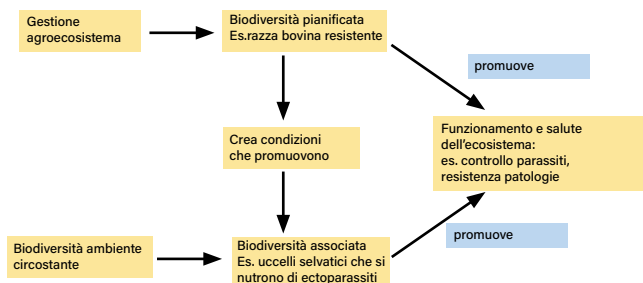 Gestione
agroecosistema
Biodiversità pianificata
Es.razza bovina resistente
promuove
Crea condizioni
che promuovono
Funzionamento e salute
dell'ecosistema:
es. controllo parassiti,
resistenza patologie
Biodiversità ambiente
circostante
Biodiversità associata
Es. uccelli selvatici che si
nutrono di ectoparassiti
promuove